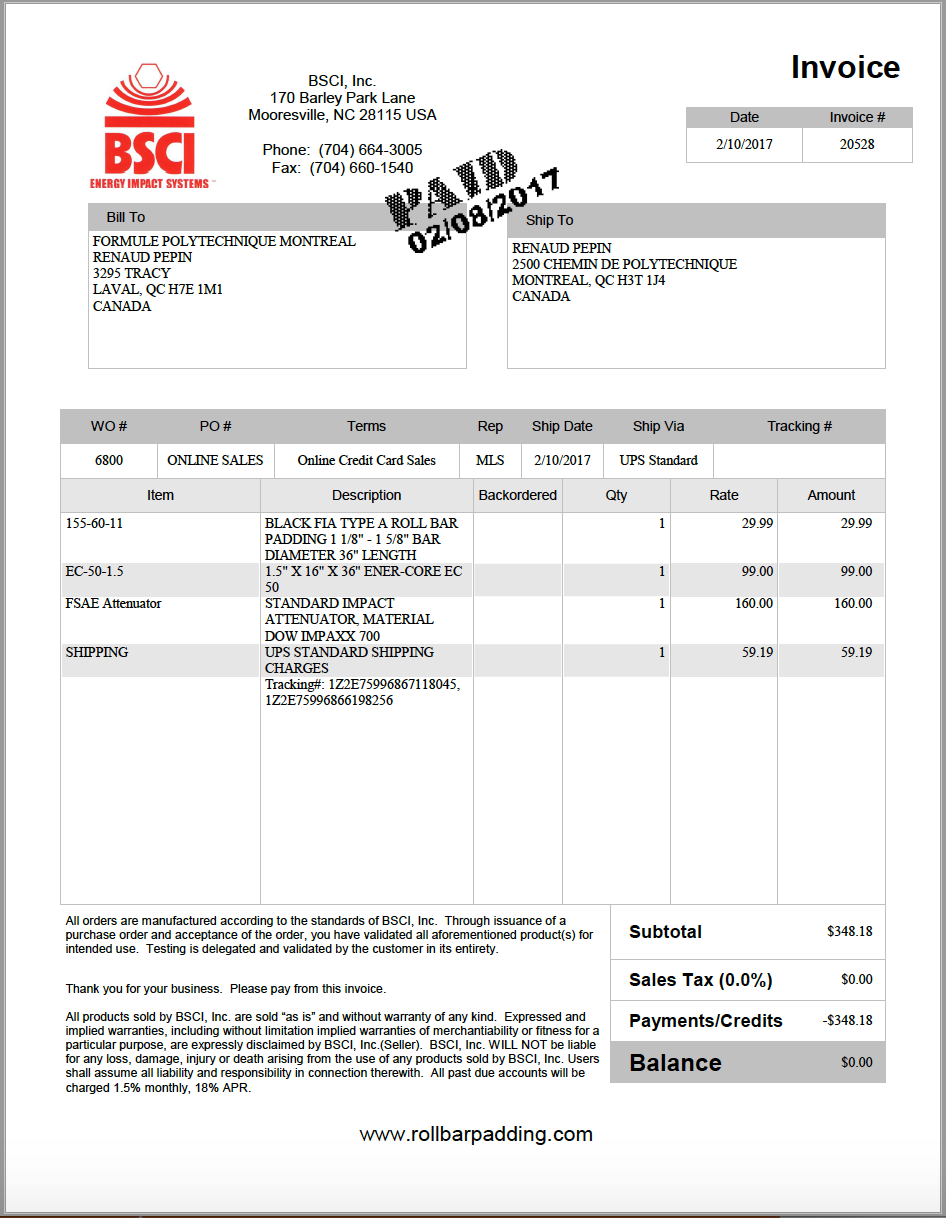 Invoice
BSCI
ENERGY IMPACT SYSTEMS™
BSCI, Inc.
170 Barley Park Lane
Mooresville, NC 28115 USA
Phone: (704) 664-3005
Fax: (704) 660-1540
Date Invoice #
2/10/2017 20528
PAID
02/08/2017
Bill To
FORMULE POLYTECHNIQUE MONTREAL
RENAUD PEPIN
3295 TRACY
LAVAL, QC H7E 1M1
CANADA
Ship To
RENAUD PEPIN
2500 CHEMIN DE POLYTECHNIQUE
MONTREAL, QC H3T 1J4
CANADA
WO # PO # Terms Rep Ship Date Ship Via Tracking #
6800 ONLINE SALES Online Credit Card Sales MLS 2/10/2017 UPS Standard
Item Description Backordered Qty Rate Amount
155-60-11 BLACK FIA TYPE A ROLL BAR 1 29.99 29.99
PADDING 1 1/8" - 1 5/8" BAR
DIAMETER 36" LENGTH
EC-50-1.5 1.5" X 16" X 36" ENER-CORE EC 1 99.00 99.00
50
FSAE Attenuator STANDARD IMPACT 1 160.00 160.00
ATTENUATOR, MATERIAL
DOW IMPAXX 700
SHIPPING UPS STANDARD SHIPPING 1 59.19 59.19
CHARGES
Tracking#: 1Z2E75996867118045,
1Z2E75996866198256
All orders are manufactured according to the standards of BSCI, Inc. Through issuance of a
purchase order and acceptance of the order, you have validated all aforementioned product(s) for
intended use. Testing is delegated and validated by the customer in its entirety.
Thank you for your business. Please pay from this invoice.
All products sold by BSCI, Inc. are sold “as is” and without warranty of any kind. Expressed and
implied warranties, including without limitation implied warranties of merchantiability or fitness for a
particular purpose, are expressly disclaimed by BSCI, Inc.(Seller). BSCI, Inc. WILL NOT be liable
for any loss, damage, injury or death arising from the use of any products sold by BSCI, Inc. Users
shall assume all liability and responsibility in connection therewith. All past due accounts will be
charged 1.5% monthly, 18% APR.
Subtotal $348.18
Sales Tax (0.0%) $0.00
Payments/Credits -$348.18
Balance $0.00
www.rollbarpadding.com